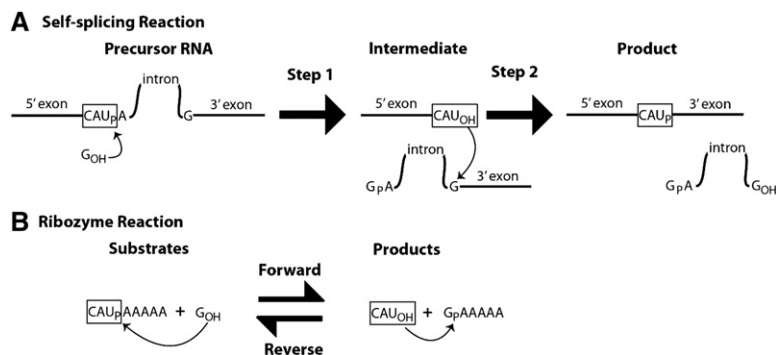 A Self-splicing Reaction
Precursor RNA
Intermediate
Product
Step 1
Step 2
5' exon
CAUPA
intron
G
3' exon
GOH
5' exon
CAUOH
GPA
intron
G
3' exon
5' exon
CAUP
3' exon
GPA
intron
GOH
B Ribozyme Reaction
Substrates
Products
Forward
CAUPAAAAA + GOH
CAUOH + GPAAAAA
Reverse